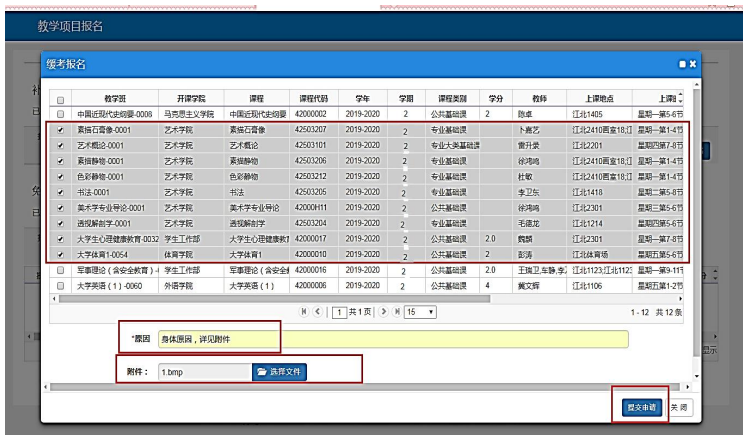 教学项目报名
缓考报名
教学班 开课学院 课程 课程代码 学年 学期 课程类别 学分 教师 上课地点
中国近现代史纲要-0008 马克思主义学院 中国近现代史纲要 42000002 2019-2020 2 公共基础课 2 陈卓 江北1405 星期一第5-6节
素描石膏像-0001 艺术学院 素描石膏像 42503207 2019-2020 2 专业基础课 卜嘉艺 江北2410画室18;江 星期一第1-4节
艺术概论-0001 艺术学院 艺术概论 42503101 2019-2020 2 专业大类基础课 雷升录 江北2201 星期四第7-8节
素描静物-0001 艺术学院 素描静物 42503206 2019-2020 2 专业基础课 徐鸿鸣 江北2410画室18;江 星期一第1-4节
色彩静物-0001 艺术学院 色彩静物 42503212 2019-2020 2 专业基础课 杜敏 江北2410画室18;江 星期一第1-4节
书法-0001 艺术学院 书法 42503205 2019-2020 2 专业基础课 李卫东 江北1418 星期二第5-8节
美术学专业导论-0001 艺术学院 美术学专业导论 42000H11 2019-2020 2 公共基础课 徐鸿鸣 江北2301 星期三第5-6节
透视解剖学-0001 艺术学院 透视解剖学 42503204 2019-2020 2 专业基础课 毛德龙 江北1214 星期四第5-6节
大学生心理健康教育-0032 学生工作部 大学生心理健康教育 42000017 2019-2020 2 公共基础课 2.0 魏麟 江北2301 星期一第7-8节
大学体育1-0054 体育学院 大学体育1 42000010 2019-2020 2 公共基础课 2 彭涛 江北体育场 星期五第5-6节
军事理论（含安全教育）- 学生工作部 军事理论（含安全 42000016 2019-2020 2 公共基础课 2.0 王瑞卫,车静,李 江北1123;江北1123 星期一第9-11节
大学英语（1）-0060 外语学院 大学英语（1） 42000008 2019-2020 2 公共基础课 4 冀文辉 江北1106 星期五第1-2节
1 共1页 15 1 - 12 共 12 条
*原因 身体原因，详见附件
附件： 1.bmp 选择文件
提交申请 关 闭